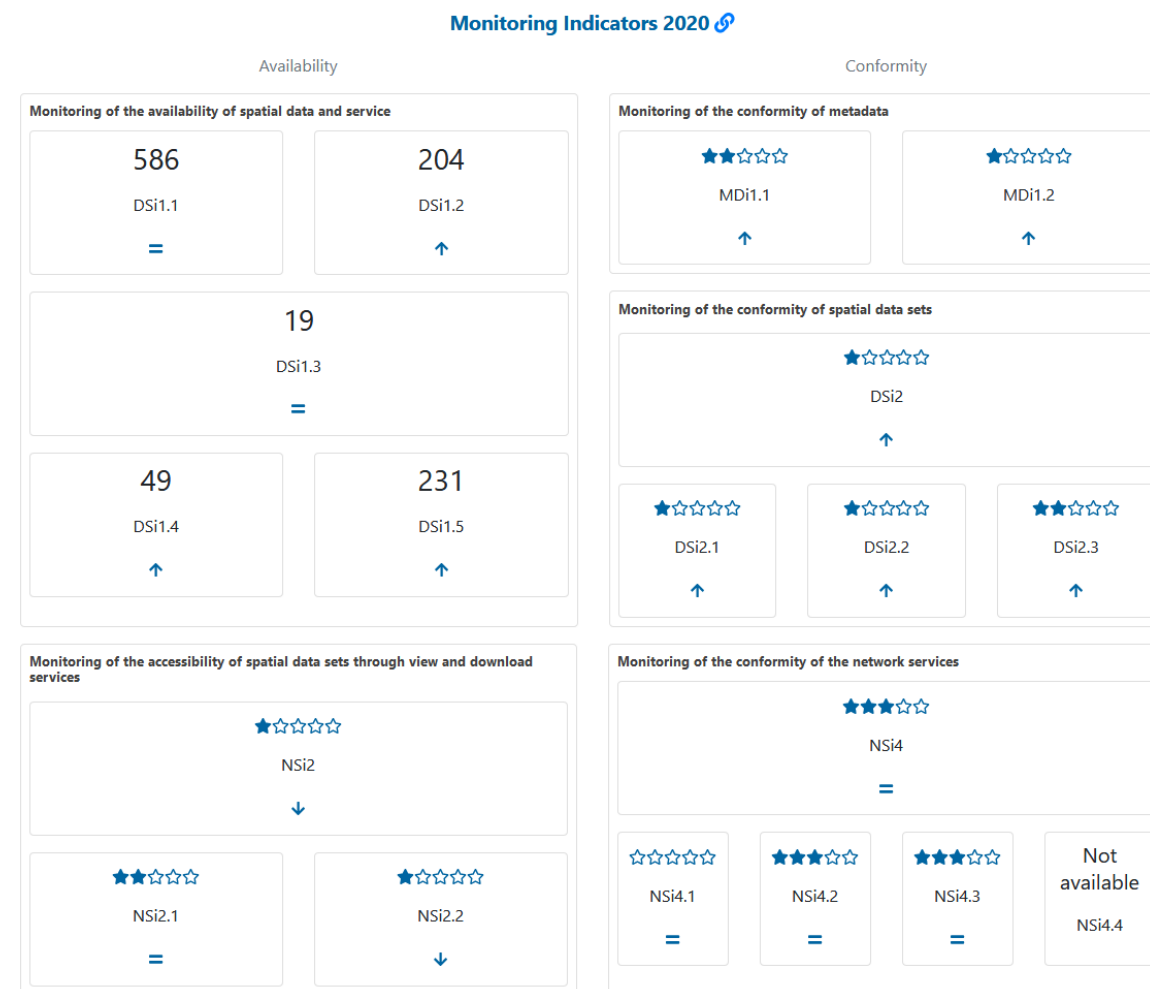 Monitoring Indicators 2020
Availability
Monitoring of the availability of spatial data and service
586
DSi1.1
=
204
DSi1.2
↑
19
DSi1.3
=
49
DSi1.4
↑
231
DSi1.5
↑
Monitoring of the accessibility of spatial data sets through view and download
services
★☆☆☆☆
NSi2
↓
★★☆☆☆
NSi2.1
=
★☆☆☆☆
NSi2.2
↓
Conformity
Monitoring of the conformity of metadata
★★☆☆☆
MDi1.1
↑
★☆☆☆☆
MDi1.2
↑
Monitoring of the conformity of spatial data sets
★☆☆☆☆
DSi2
↑
★☆☆☆☆
DSi2.1
↑
★☆☆☆☆
DSi2.2
↑
★★☆☆☆
DSi2.3
↑
Monitoring of the conformity of the network services
★★★☆☆
NSi4
=
☆☆☆☆☆
NSi4.1
=
★★★☆☆
NSi4.2
=
★★★☆☆
NSi4.3
=
Not
available
NSi4.4